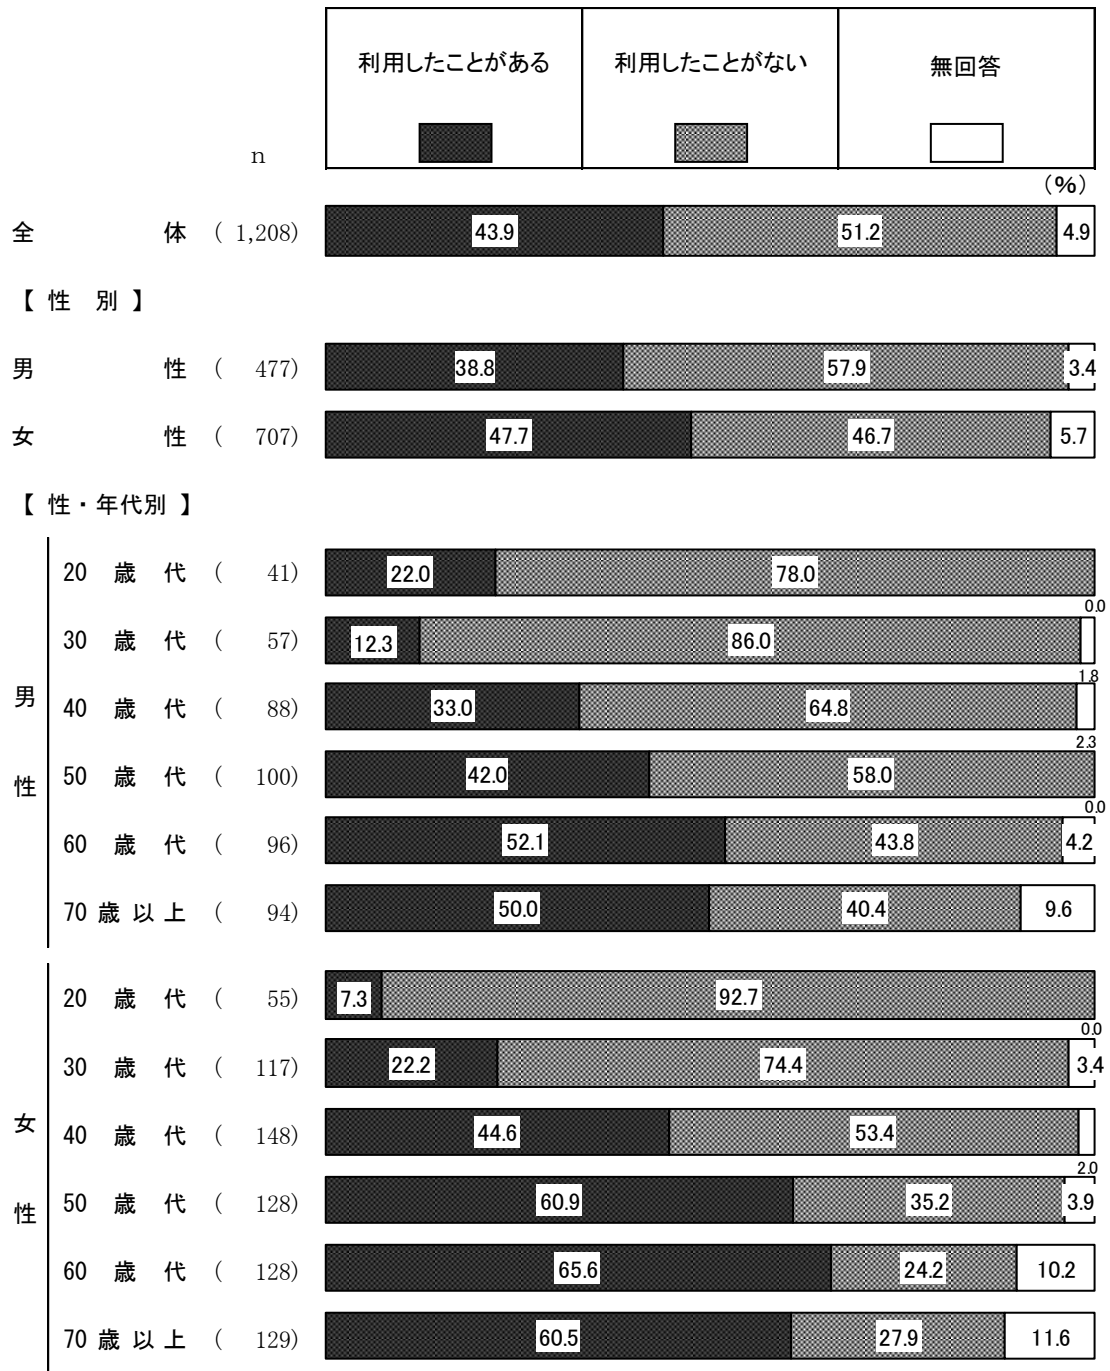 利用したことがある 利用したことがない 無回答
n
(%)
全体 ( 1,208) 43.9 51.2 4.9
【 性 別 】
男性 ( 477) 38.8 57.9 3.4
女性 ( 707) 47.7 46.7 5.7
【 性・年代別 】
男性
20 歳 代 ( 41) 22.0 78.0 0.0
30 歳 代 ( 57) 12.3 86.0 1.8
40 歳 代 ( 88) 33.0 64.8 2.3
50 歳 代 ( 100) 42.0 58.0 0.0
60 歳 代 ( 96) 52.1 43.8 4.2
70 歳 以 上 ( 94) 50.0 40.4 9.6
女性
20 歳 代 ( 55) 7.3 92.7 0.0
30 歳 代 ( 117) 22.2 74.4 3.4
40 歳 代 ( 148) 44.6 53.4 2.0
50 歳 代 ( 128) 60.9 35.2 3.9
60 歳 代 ( 128) 65.6 24.2 10.2
70 歳 以 上 ( 129) 60.5 27.9 11.6